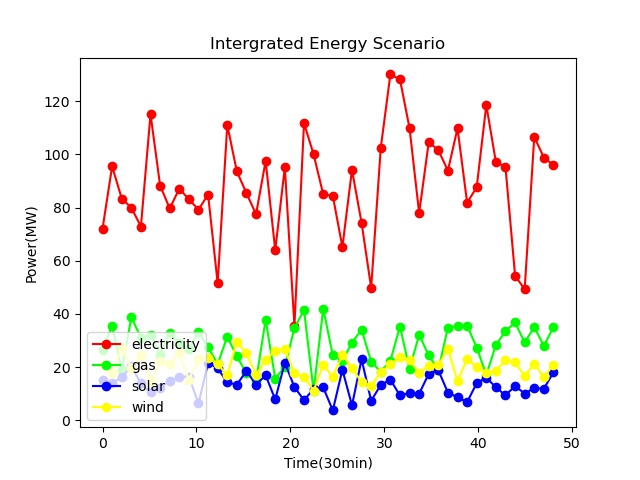 Intergrated Energy Scenario
Power(MW)
120
100
80
60
40
20
0
electricity
gas
solar
wind
0 10 20 30 40 50
Time(30min)